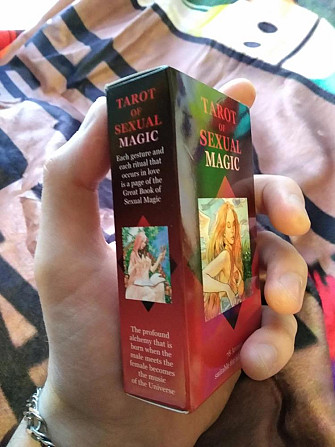 TAROT
OF
SEXUAL
MAGIC
Each gesture and
each ritual that
occurs in love
is a page of the
Great Book of
Sexual Magic
The profound
alchemy that is
born when the
male meets the
female becomes
the music
of the Universe
TAROT
OF
SEXUAL
MAGIC
suitable